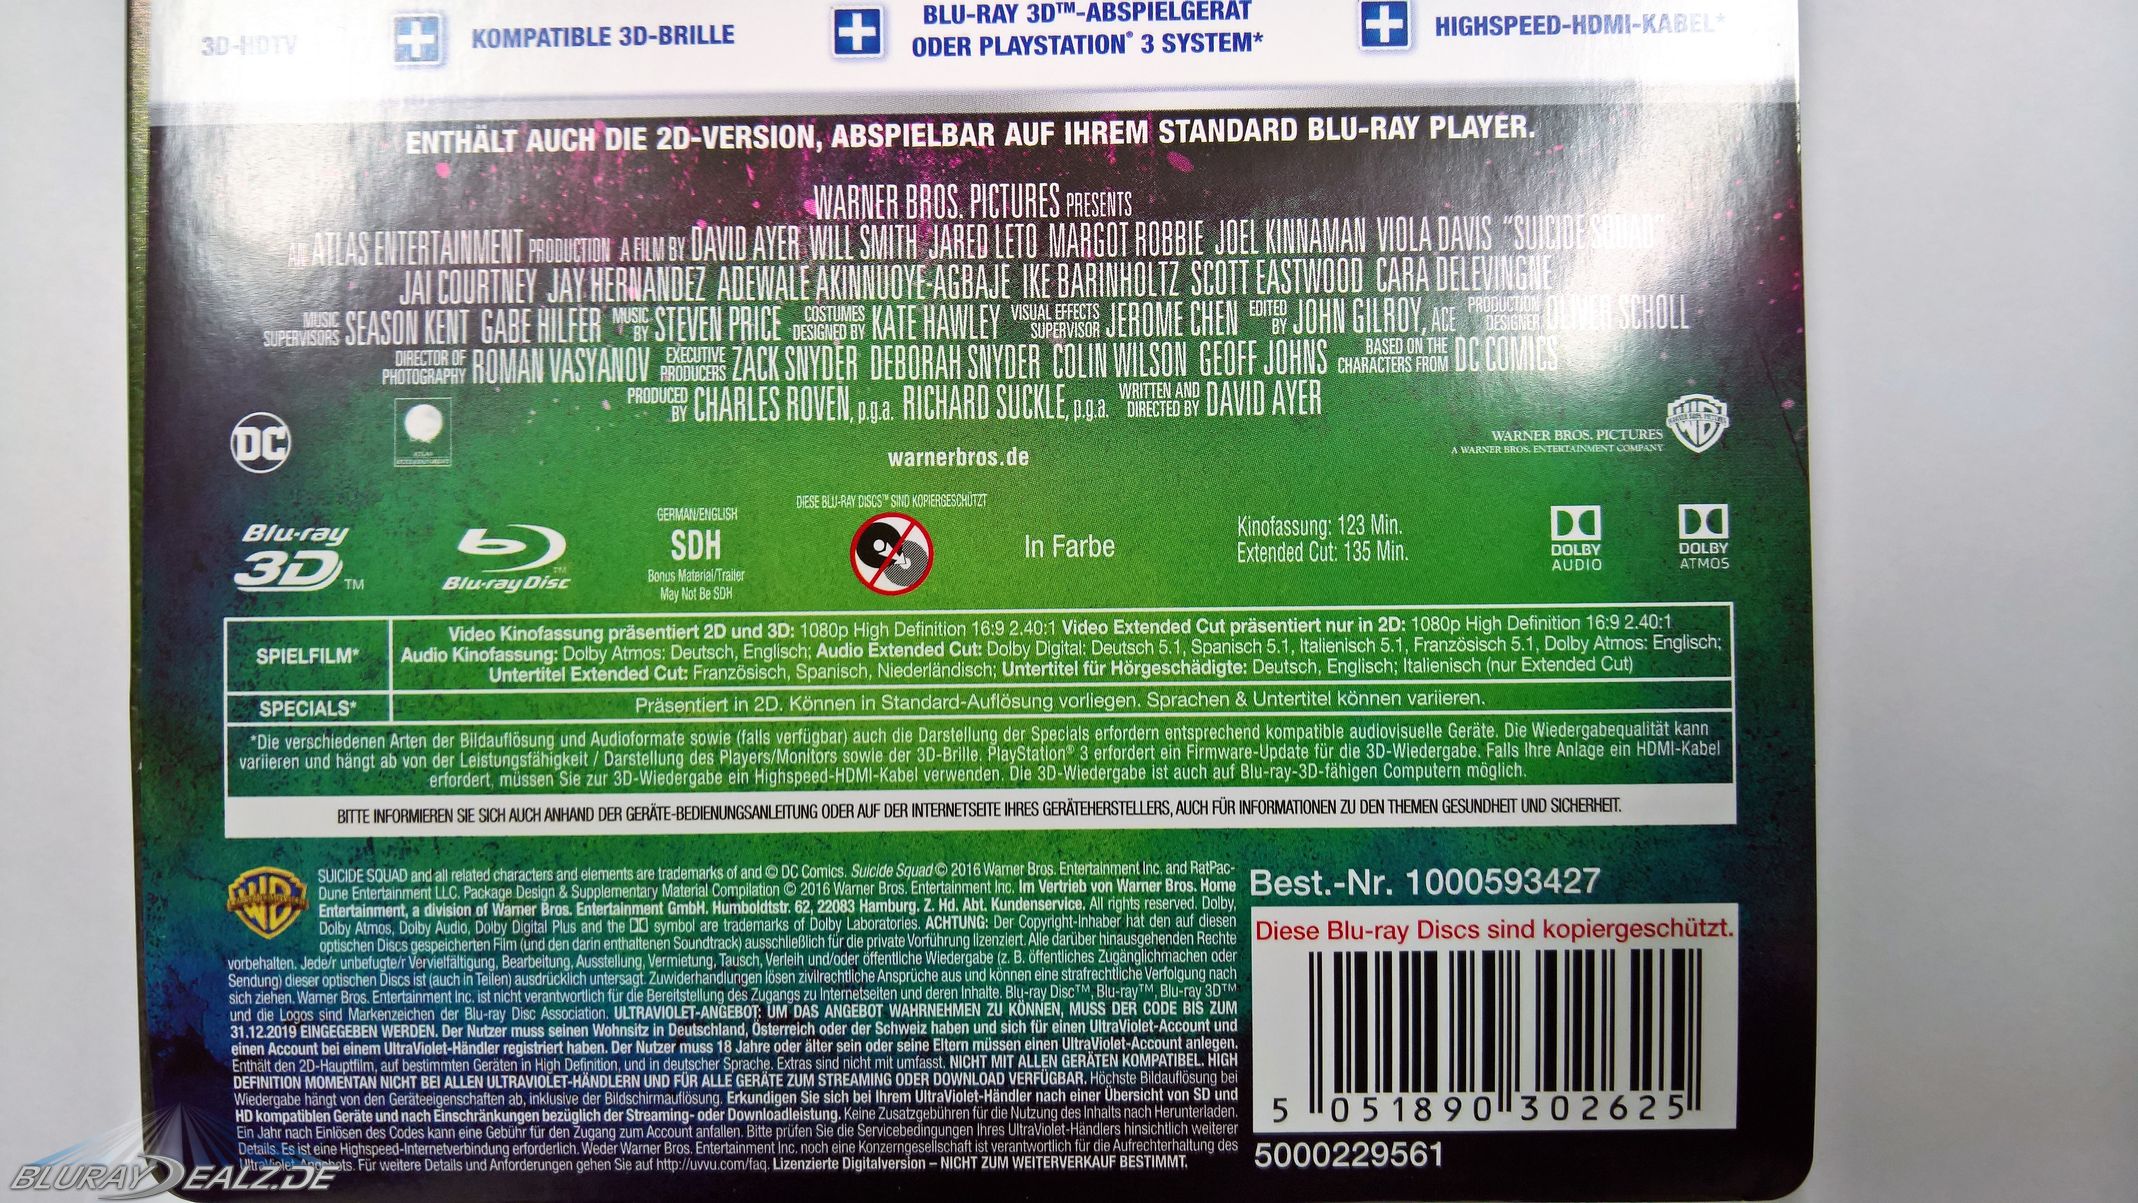 3D-HDTV
KOMPATIBLE 3D-BRILLE
BLU-RAY 3D™-ABSPIELGERÄT
ODER PLAYSTATION® 3 SYSTEM*
HIGHSPEED-HDMI-KABEL*
ENTHÄLT AUCH DIE 2D-VERSION, ABSPIELBAR AUF IHREM STANDARD BLU-RAY PLAYER.
WARNER BROS. PICTURES PRESENTS
AN ATLAS ENTERTAINMENT PRODUCTION A FILM BY DAVID AYER WILL SMITH JARED LETO MARGOT ROBBIE JOEL KINNAMAN VIOLA DAVIS "SUICIDE SQUAD"
JAI COURTNEY JAY HERNANDEZ ADEWALE AKINNUOYE-AGBAJE IKE BARINHOLTZ SCOTT EASTWOOD CARA DELEVINGNE
MUSIC SUPERVISORS SEASON KENT GABE HILFER MUSIC BY STEVEN PRICE COSTUMES DESIGNED BY KATE HAWLEY VISUAL EFFECTS SUPERVISOR JEROME CHEN EDITED BY JOHN GILROY, ACE PRODUCTION DESIGNER OLIVER SCHOLL
DIRECTOR OF PHOTOGRAPHY ROMAN VASYANOV EXECUTIVE PRODUCERS ZACK SNYDER DEBORAH SNYDER COLIN WILSON GEOFF JOHNS BASED ON THE CHARACTERS FROM DC COMICS
PRODUCED BY CHARLES ROVEN, p.g.a. RICHARD SUCKLE, p.g.a. WRITTEN AND DIRECTED BY DAVID AYER
DC
ATLAS
ENTERTAINMENT
warnerbros.de
WARNER BROS. PICTURES
A WARNER BROS. ENTERTAINMENT COMPANY
Blu-ray
3D™
Blu-ray Disc™
GERMAN/ENGLISH
SDH
Bonus Material/Trailer
May Not Be SDH
DIESE BLU-RAY DISCS™ SIND KOPIERGESCHÜTZT
In Farbe
Kinofassung: 123 Min.
Extended Cut: 135 Min.
DOLBY
AUDIO
DOLBY
ATMOS
SPIELFILM*
Video Kinofassung präsentiert 2D und 3D: 1080p High Definition 16:9 2.40:1 Video Extended Cut präsentiert nur in 2D: 1080p High Definition 16:9 2.40:1
Audio Kinofassung: Dolby Atmos: Deutsch, Englisch; Audio Extended Cut: Dolby Digital: Deutsch 5.1, Spanisch 5.1, Italienisch 5.1, Französisch 5.1, Dolby Atmos: Englisch;
Untertitel Extended Cut: Französisch, Spanisch, Niederländisch; Untertitel für Hörgeschädigte: Deutsch, Englisch; Italienisch (nur Extended Cut)
SPECIALS*
Präsentiert in 2D. Können in Standard-Auflösung vorliegen. Sprachen & Untertitel können variieren.
*Die verschiedenen Arten der Bildauflösung und Audioformate sowie (falls verfügbar) auch die Darstellung der Specials erfordern entsprechend kompatible audiovisuelle Geräte. Die Wiedergabequalität kann
variieren und hängt ab von der Leistungsfähigkeit / Darstellung des Players/Monitors sowie der 3D-Brille. PlayStation® 3 erfordert ein Firmware-Update für die 3D-Wiedergabe. Falls Ihre Anlage ein HDMI-Kabel
erfordert, müssen Sie zur 3D-Wiedergabe ein Highspeed-HDMI-Kabel verwenden. Die 3D-Wiedergabe ist auch auf Blu-ray-3D-fähigen Computern möglich.
BITTE INFORMIEREN SIE SICH AUCH ANHAND DER GERÄTE-BEDIENUNGSANLEITUNG ODER AUF DER INTERNETSEITE IHRES GERÄTEHERSTELLERS, AUCH FÜR INFORMATIONEN ZU DEN THEMEN GESUNDHEIT UND SICHERHEIT.
SUICIDE SQUAD and all related characters and elements are trademarks of and © DC Comics. Suicide Squad © 2016 Warner Bros. Entertainment Inc. and RatPac-
Dune Entertainment LLC. Package Design & Supplementary Material Compilation © 2016 Warner Bros. Entertainment Inc. Im Vertrieb von Warner Bros. Home
Entertainment, a division of Warner Bros. Entertainment GmbH. Humboldtstr. 62, 22083 Hamburg. Z. Hd. Abt. Kundenservice. All rights reserved. Dolby,
Dolby Atmos, Dolby Audio, Dolby Digital Plus and the symbol are trademarks of Dolby Laboratories. ACHTUNG: Der Copyright-Inhaber hat den auf diesen
optischen Discs gespeicherten Film (und den darin enthaltenen Soundtrack) ausschließlich für die private Vorführung lizenziert. Alle darüber hinausgehenden Rechte
vorbehalten. Jede/r unbefugte/r Vervielfältigung, Bearbeitung, Ausstellung, Vermietung, Tausch, Verleih und/oder öffentliche Wiedergabe (z. B. öffentliches Zugänglichmachen oder
Sendung) dieser optischen Discs ist (auch in Teilen) ausdrücklich untersagt. Zuwiderhandlungen lösen zivilrechtliche Ansprüche aus und können eine strafrechtliche Verfolgung nach
sich ziehen. Warner Bros. Entertainment Inc. ist nicht verantwortlich für die Bereitstellung des Zugangs zu Internetseiten und deren Inhalte. Blu-ray Disc™, Blu-ray™, Blu-ray 3D™
und die Logos sind Markenzeichen der Blu-ray Disc Association. ULTRAVIOLET-ANGEBOT: UM DAS ANGEBOT WAHRNEHMEN ZU KÖNNEN, MUSS DER CODE BIS ZUM
31.12.2019 EINGEGEBEN WERDEN. Der Nutzer muss seinen Wohnsitz in Deutschland, Österreich oder der Schweiz haben und sich für einen UltraViolet-Account und
einen Account bei einem UltraViolet-Händler registriert haben. Der Nutzer muss 18 Jahre oder älter sein oder seine Eltern müssen einen UltraViolet-Account anlegen.
Enthält den 2D-Hauptfilm, auf bestimmten Geräten in High Definition, und in deutscher Sprache. Extras sind nicht mit umfasst. NICHT MIT ALLEN GERÄTEN KOMPATIBEL. HIGH
DEFINITION MOMENTAN NICHT BEI ALLEN ULTRAVIOLET-HÄNDLERN UND FÜR ALLE GERÄTE ZUM STREAMING ODER DOWNLOAD VERFÜGBAR. Höchste Bildauflösung bei
Wiedergabe hängt von den Geräteeigenschaften ab, inklusive der Bildschirmauflösung. Erkundigen Sie sich bei Ihrem UltraViolet-Händler nach einer Übersicht von SD und
HD kompatiblen Geräte und nach Einschränkungen bezüglich der Streaming- oder Downloadleistung. Keine Zusatzgebühren für die Nutzung des Inhalts nach Herunterladen.
Ein Jahr nach Einlösen des Codes kann eine Gebühr für den Zugang zum Account anfallen. Bitte prüfen Sie die Servicebedingungen Ihres UltraViolet-Händlers hinsichtlich weiterer
Details. Es ist eine Highspeed-Internetverbindung erforderlich. Weder Warner Bros. Entertainment Inc. noch eine Konzerngesellschaft ist verantwortlich für die Aufrechterhaltung des
UltraViolet Angebots. Für weitere Details und Anforderungen gehen Sie auf http://uvvu.com/faq. Lizenzierte Digitalversion – NICHT ZUM WEITERVERKAUF BESTIMMT.
Best.-Nr. 1000593427
Diese Blu-ray Discs sind kopiergeschützt.
5 051890 302625
5000229561
BLURAYDEALZ.DE